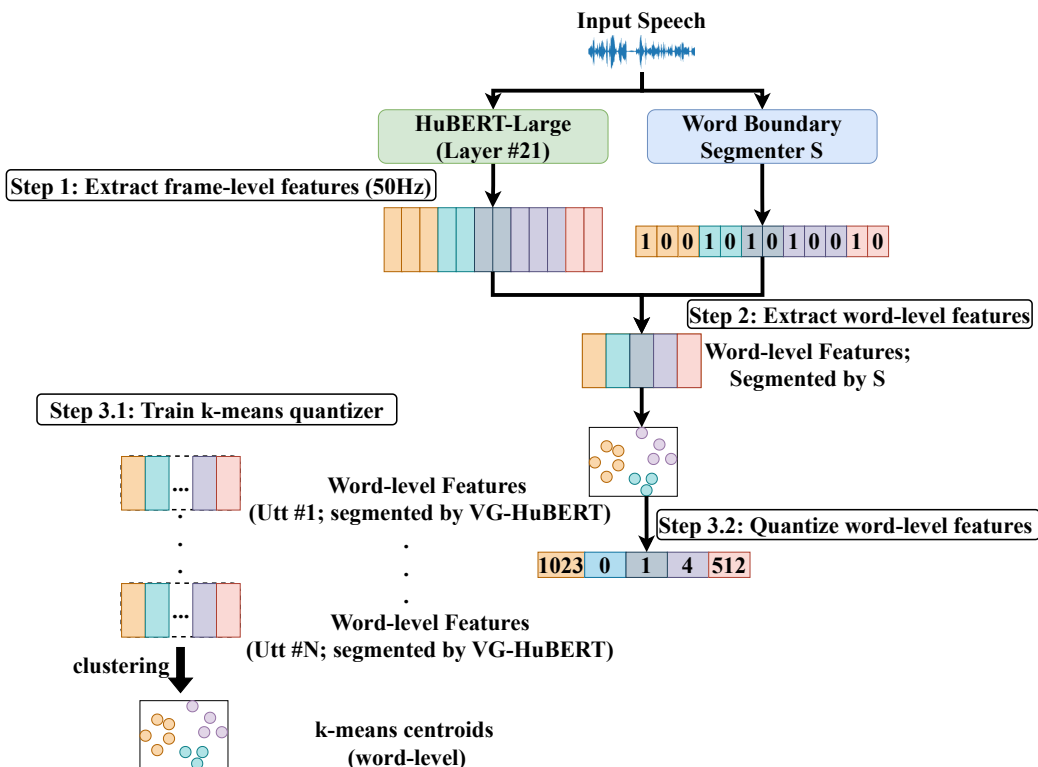 Input Speech
HuBERT-Large
(Layer #21)
Word Boundary
Segmenter S
Step 1: Extract frame-level features (50Hz)
1 0 0 1 0 1 0 1 0 0 1 0
Step 2: Extract word-level features
Word-level Features;
Segmented by S
Step 3.1: Train k-means quantizer
...
Word-level Features
(Utt #1; segmented by VG-HuBERT)
Step 3.2: Quantize word-level features
1023 0 1 4 512
...
Word-level Features
(Utt #N; segmented by VG-HuBERT)
clustering
k-means centroids
(word-level)